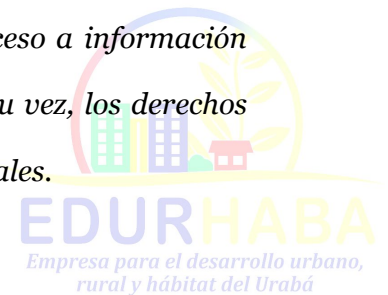 ceso a información
u vez, los derechos
ales.
EDURHABA
Empresa para el desarrollo urbano,
rural y hábitat del Urabá